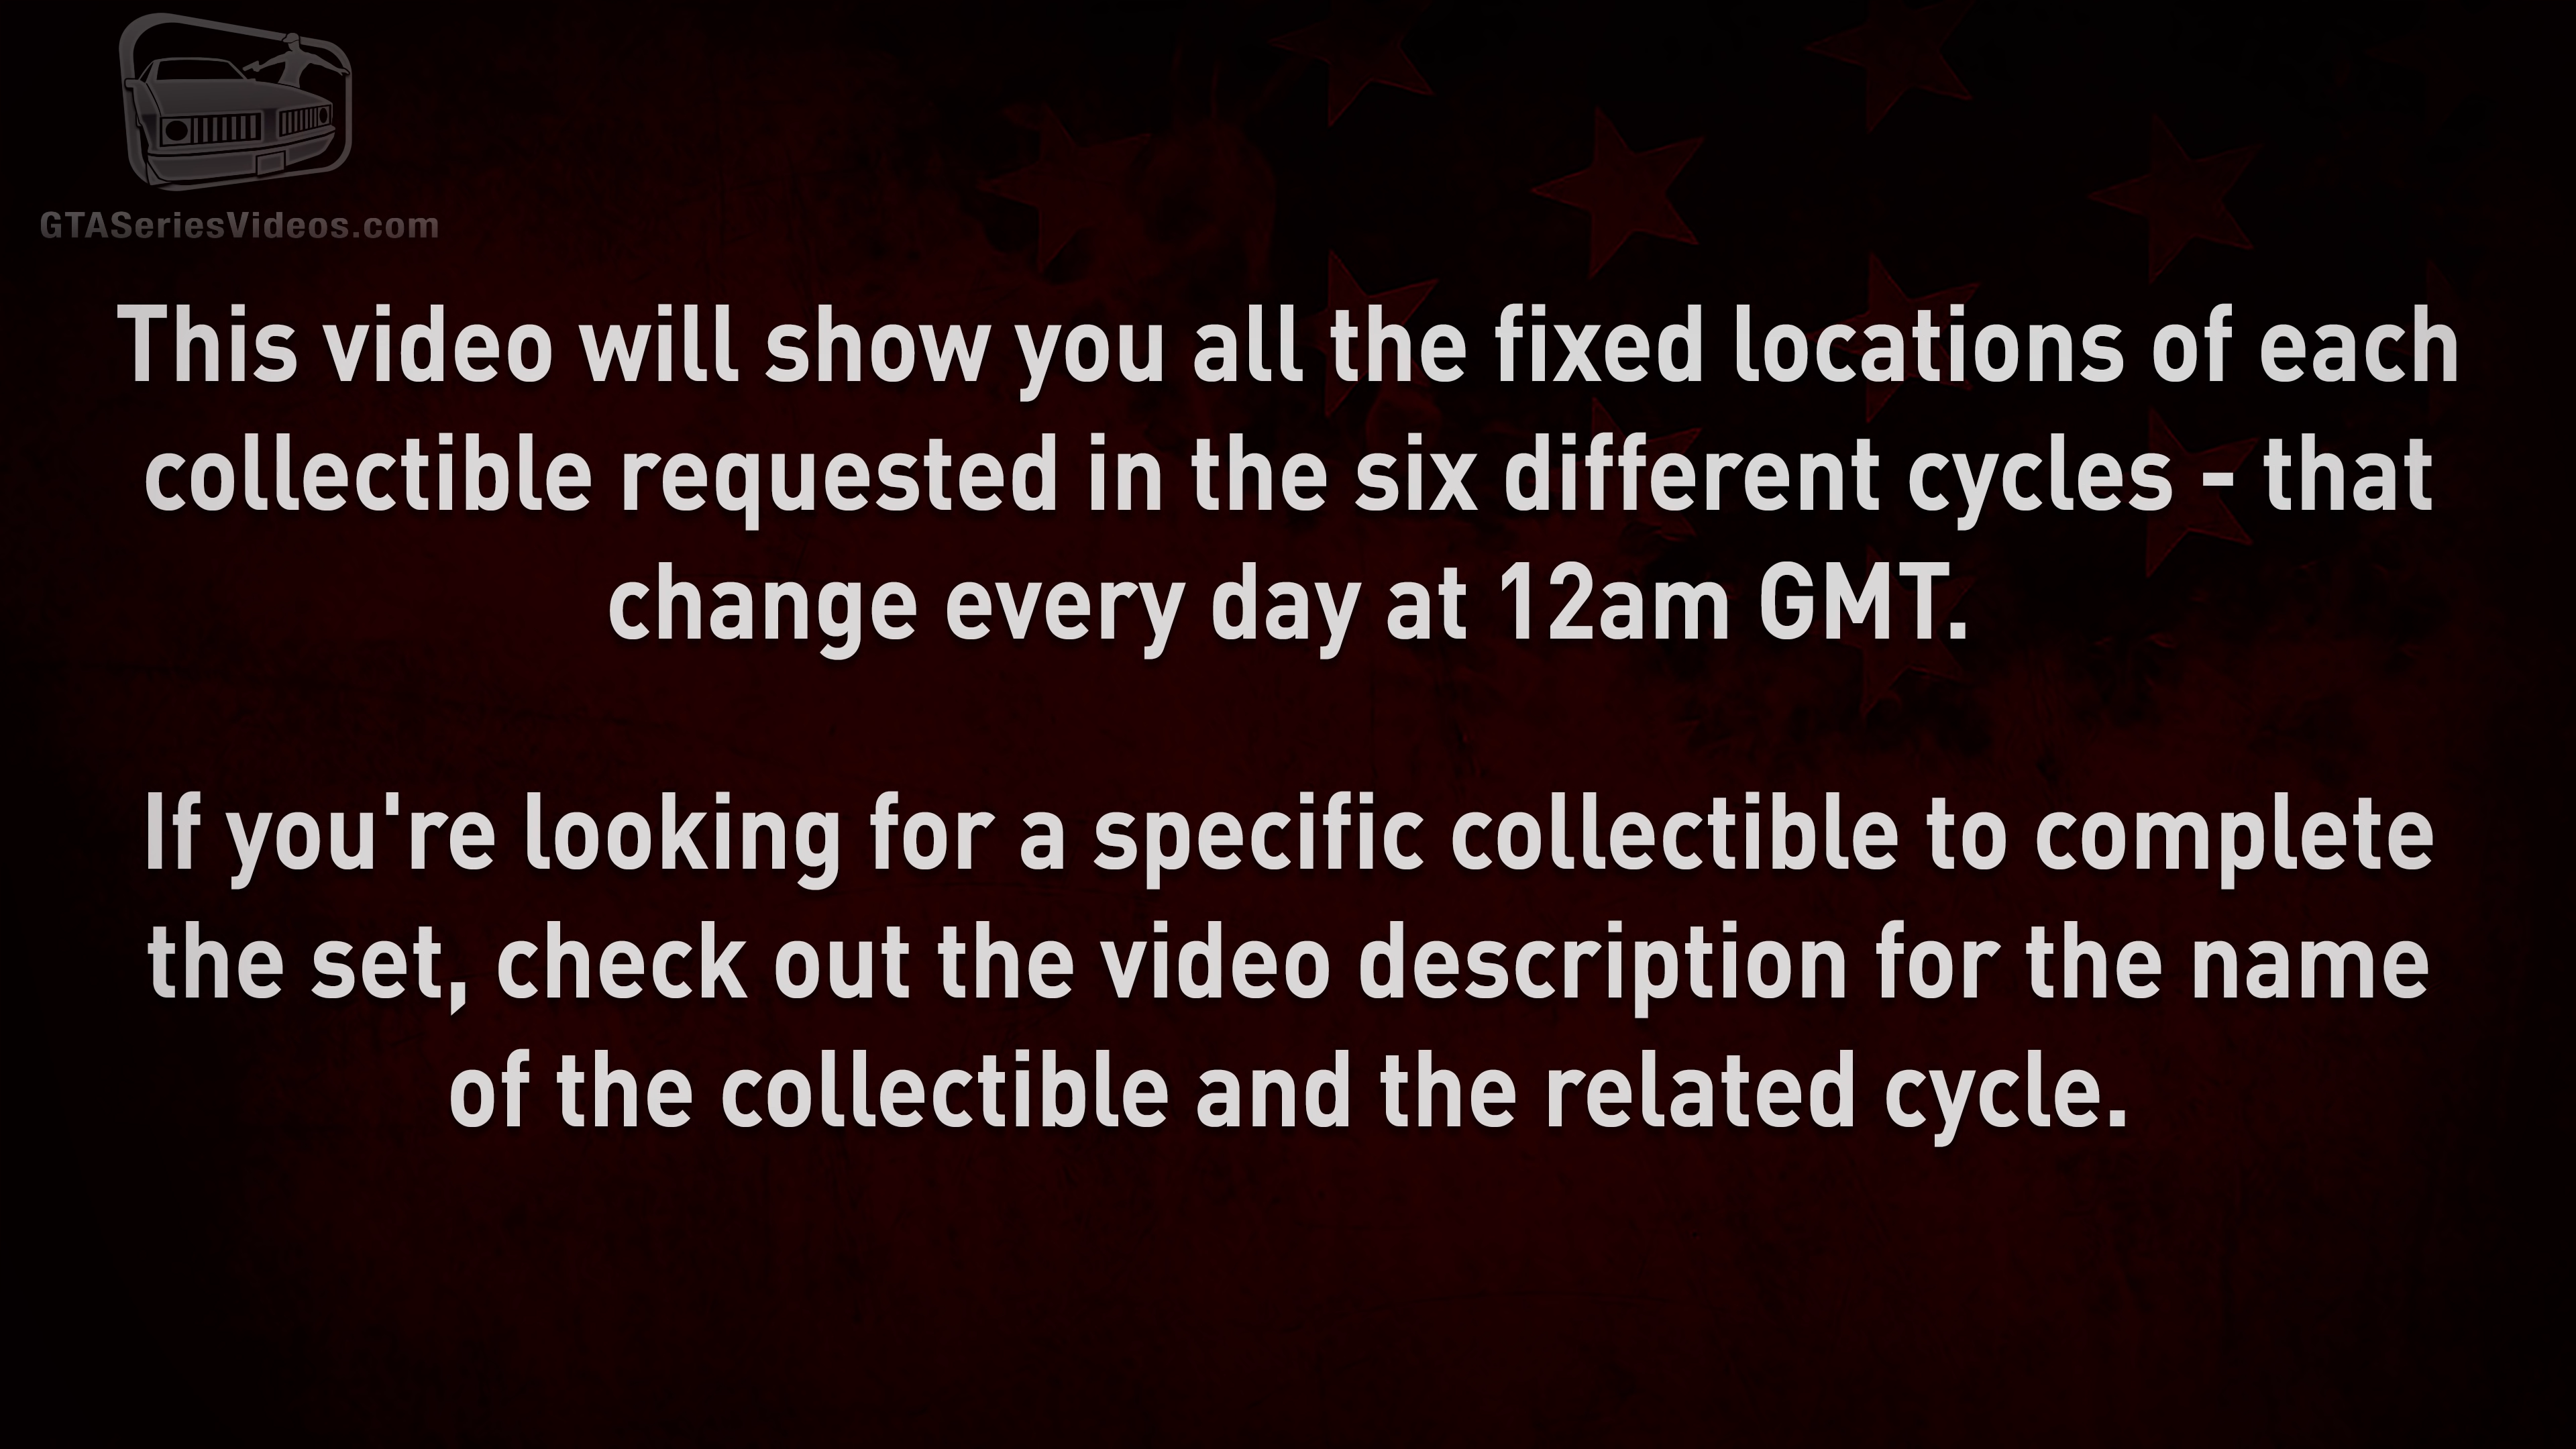 GTASeriesVideos.com
This video will show you all the fixed locations of each
collectible requested in the six different cycles - that
change every day at 12am GMT.
If you're looking for a specific collectible to complete
the set, check out the video description for the name
of the collectible and the related cycle.